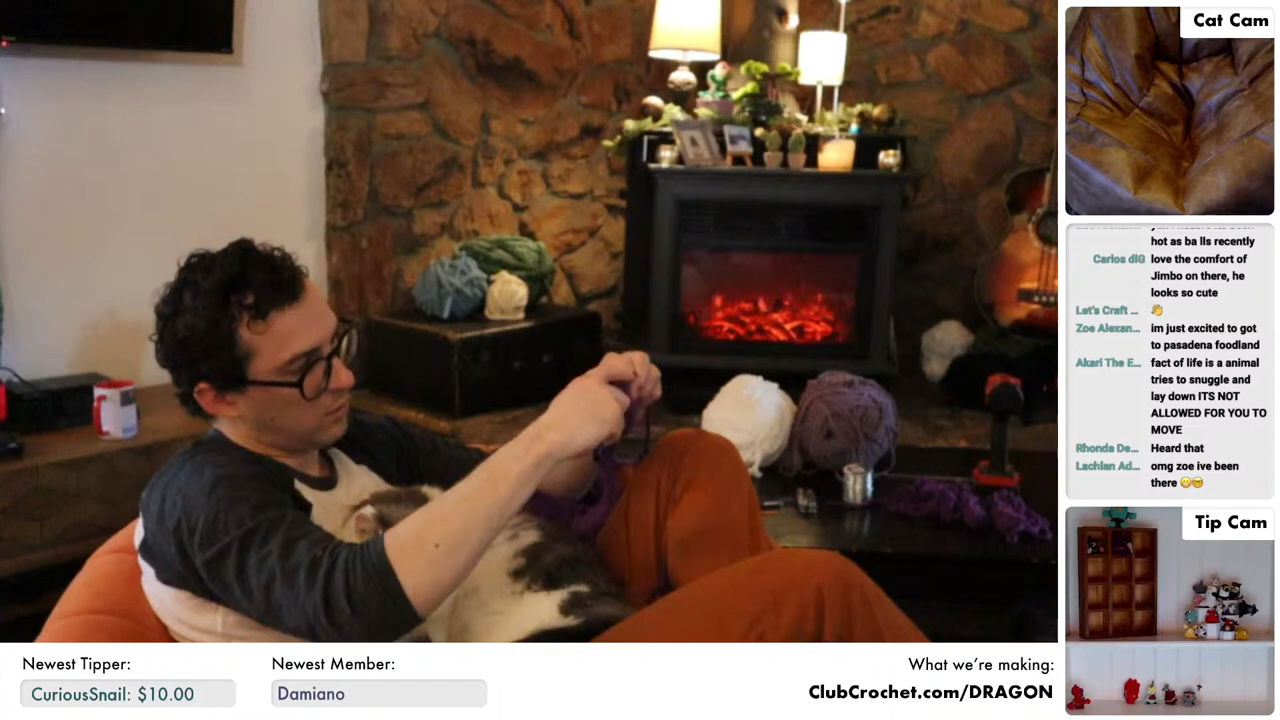 Cat Cam
hot as ba lls recently
Carlos dlG love the comfort of
Jimbo on there, he
looks so cute
Let's Craft ... 👏
Zoe Alexan... im just excited to got
to pasadena foodland
Akari The E... fact of life is a animal
tries to snuggle and
lay down ITS NOT
ALLOWED FOR YOU TO
MOVE
Rhonda De... Heard that
Lachlan Ad... omg zoe ive been
there
Tip Cam
Newest Tipper:
CuriousSnail: $10.00
Newest Member:
Damiano
What we're making:
ClubCrochet.com/DRAGON